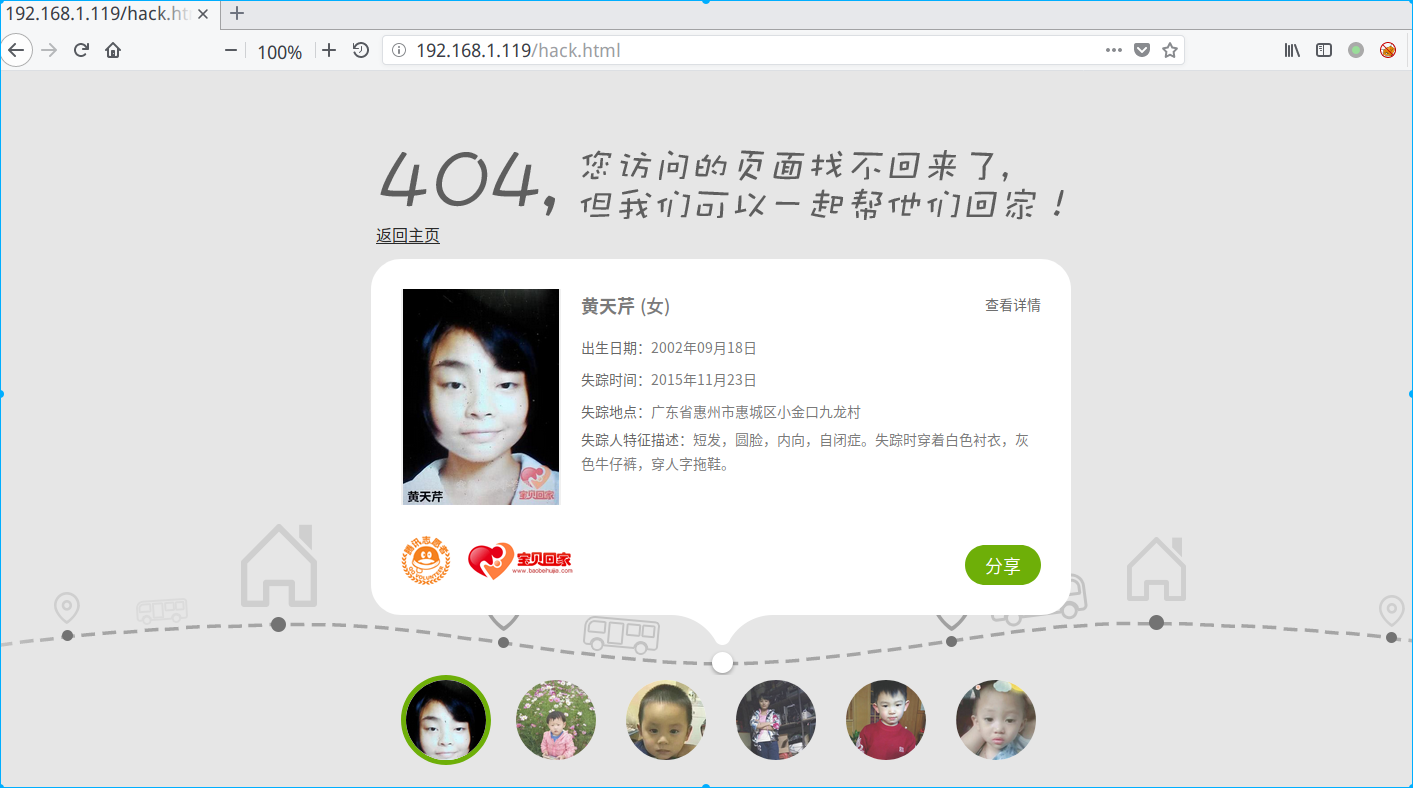 192.168.1.119/hack.ht
100%
192.168.1.119/hack.html
404,
您访问的页面找不回来了,
但我们可以一起帮他们回家!
返回主页
黄天芹 (女)
查看详情
出生日期：2002年09月18日
失踪时间：2015年11月23日
失踪地点：广东省惠州市惠城区小金口九龙村
失踪人特征描述：短发，圆脸，内向，自闭症。失踪时穿着白色衬衣，灰
色牛仔裤，穿人字拖鞋。
黄天芹
宝贝回家
腾讯志愿者
QQ VOLUNTEER
宝贝回家
www.baobeihuijia.com
分享